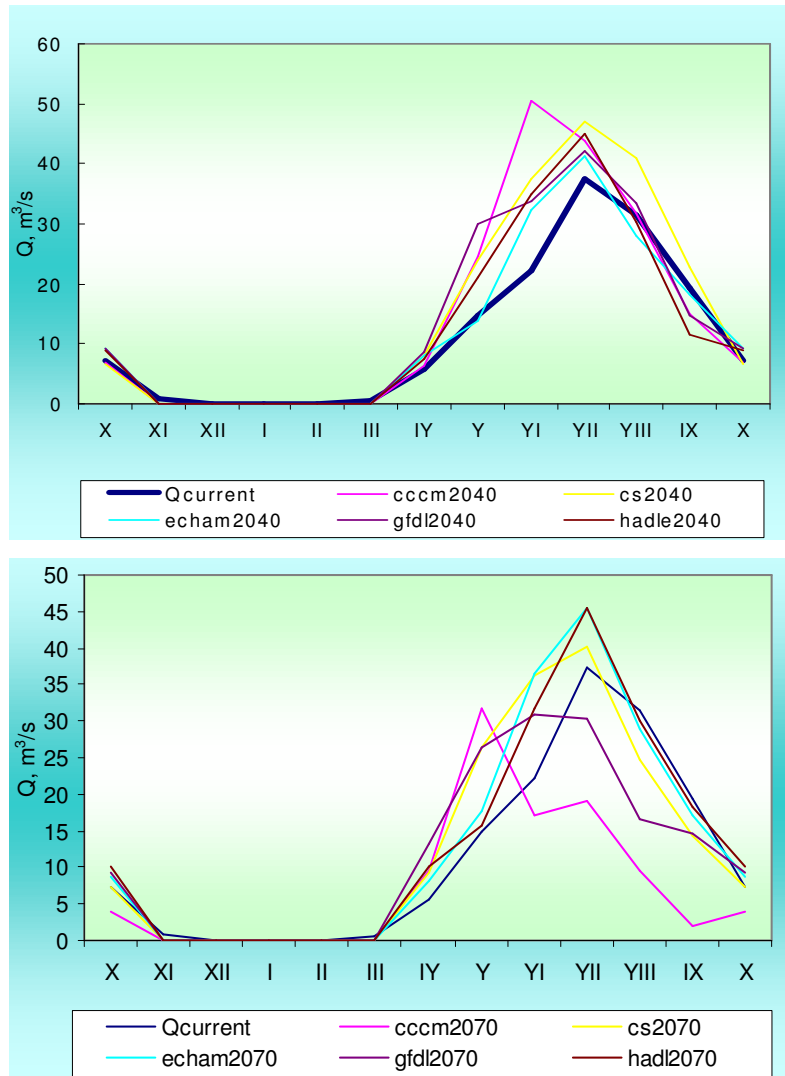 60
50
40
30
20
10
0
Q, m³/s
X XI XII I II III IY Y YI YII YIII IX X
Qcurrent cccm2040 cs2040
echam2040 gfdl2040 hadle2040
50
45
40
35
30
25
20
15
10
5
0
Q, m³/s
X XI XII I II III IY Y YI YII YIII IX X
Qcurrent cccm2070 cs2070
echam2070 gfdl2070 hadl2070